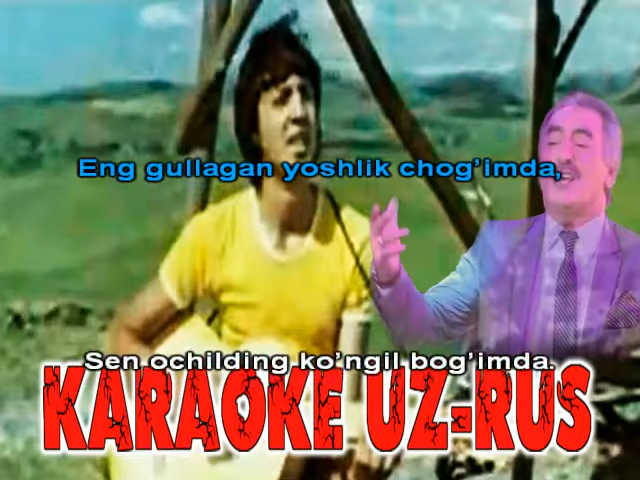 Eng gullagan yoshlik chog'imda,
Sen ochilding ko'ngil bog'imda.
KARAOKE UZ-RUS